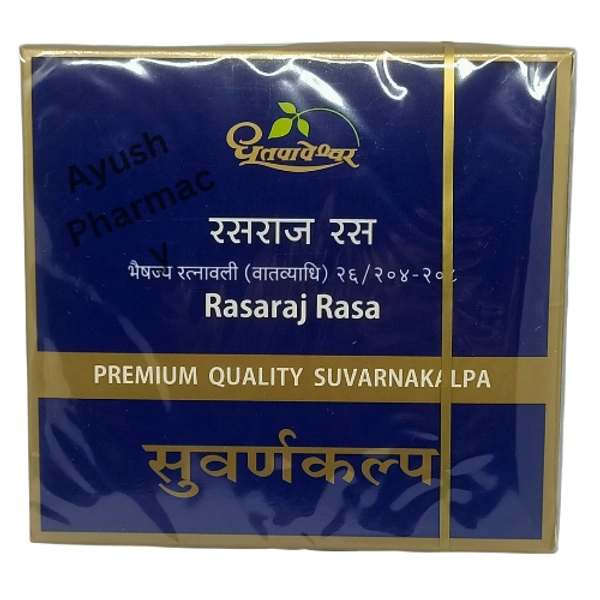 धूतपापेश्वर
Ayush
Pharmac
y
रसराज रस
भैषज्य रत्नावली (वातव्याधि) २६/२०४-२०८
Rasaraj Rasa
PREMIUM QUALITY SUVARNAKALPA
सुवर्णकल्प